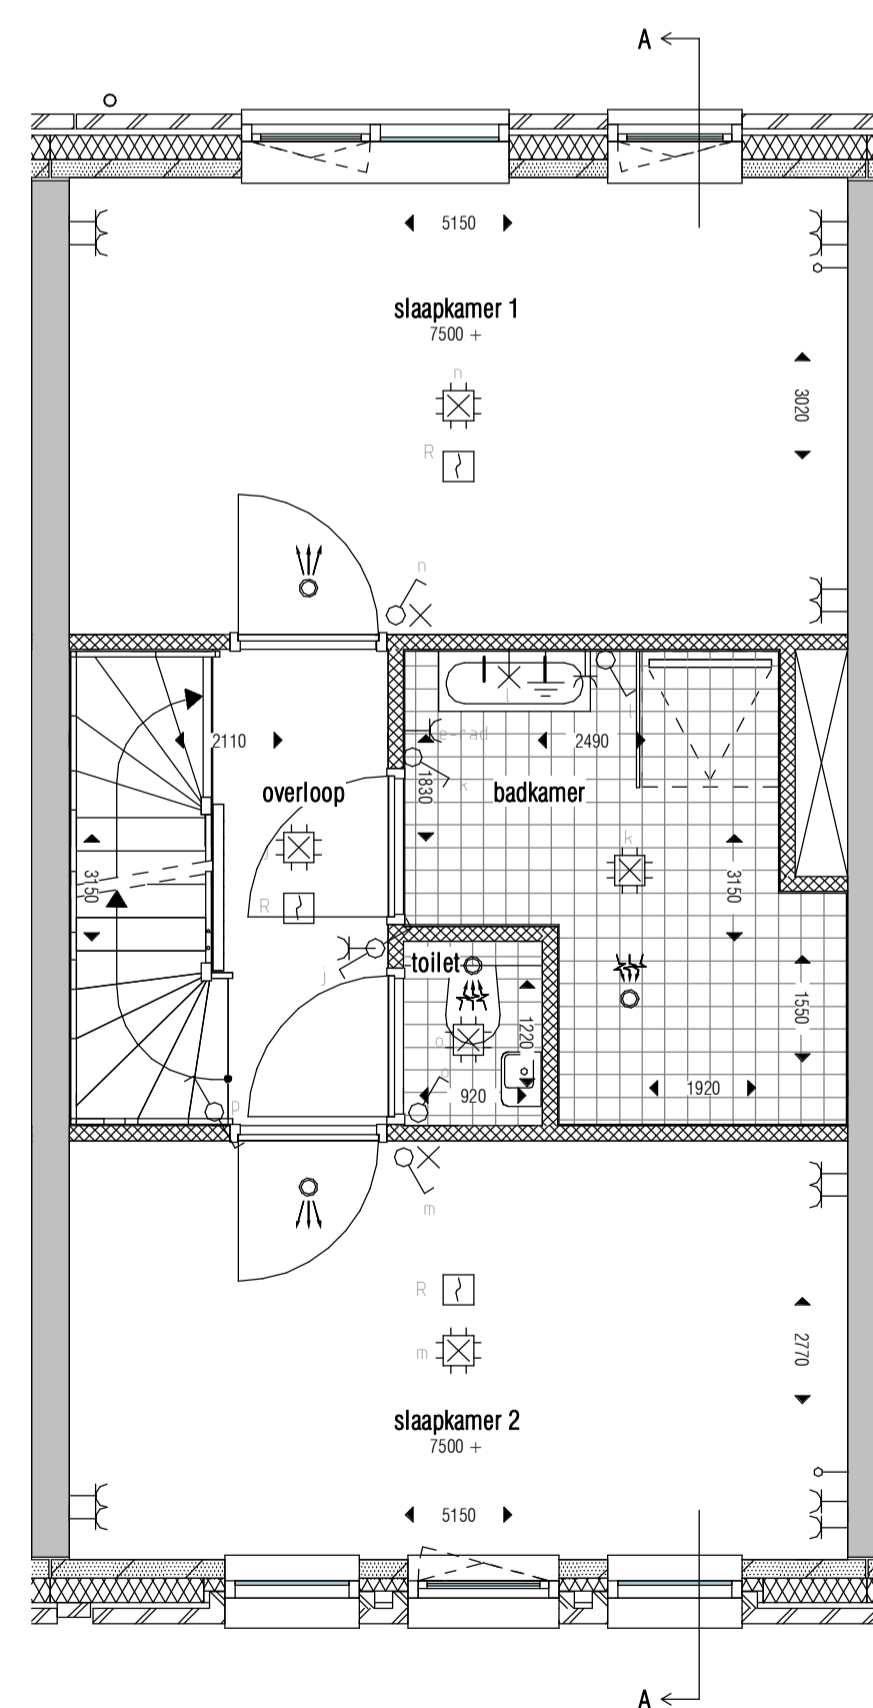 A
5150
slaapkamer 1
7500 +
n
3020
R
n
2110
e-rad
2490
l
l
k
1830
overloop
badkamer
k
j
3150
3150
R
toilet
j
1550
1220
o
o
920
1920
p
m
R
m
2770
slaapkamer 2
7500 +
5150
A